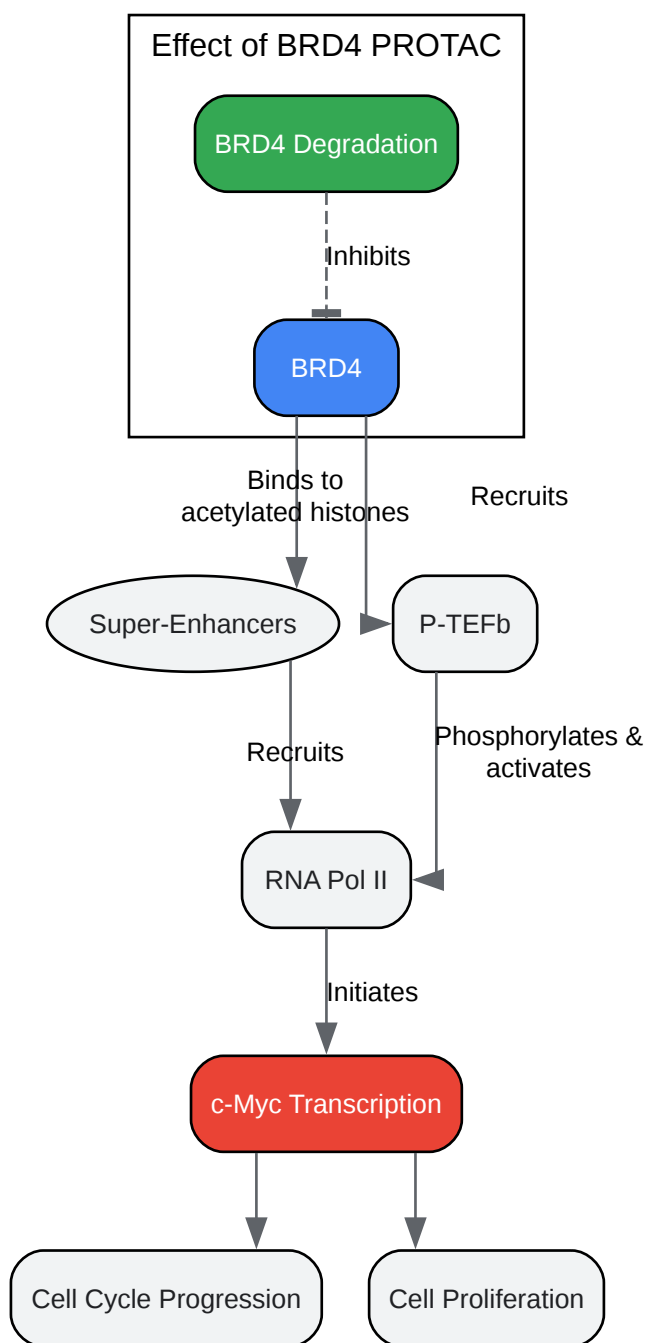 Effect of BRD4 PROTAC
BRD4 Degradation
Inhibits
BRD4
Binds to
acetylated histones
Recruits
Super-Enhancers
P-TEFb
Recruits
Phosphorylates &
activates
RNA Pol II
Initiates
c-Myc Transcription
Cell Cycle Progression
Cell Proliferation